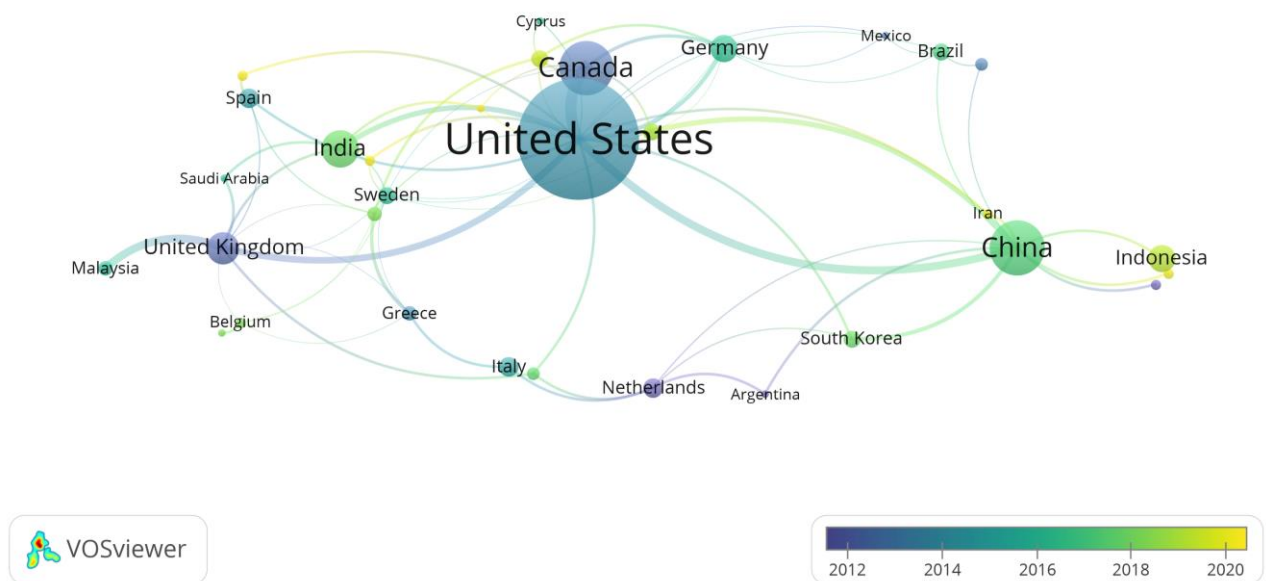 Cyprus
Mexico
Germany
Brazil
Canada
Spain
United States
India
Saudi Arabia
Sweden
Iran
United Kingdom
China
Indonesia
Malaysia
Belgium
Greece
South Korea
Italy
Netherlands
Argentina
VOSviewer
2012 2014 2016 2018 2020